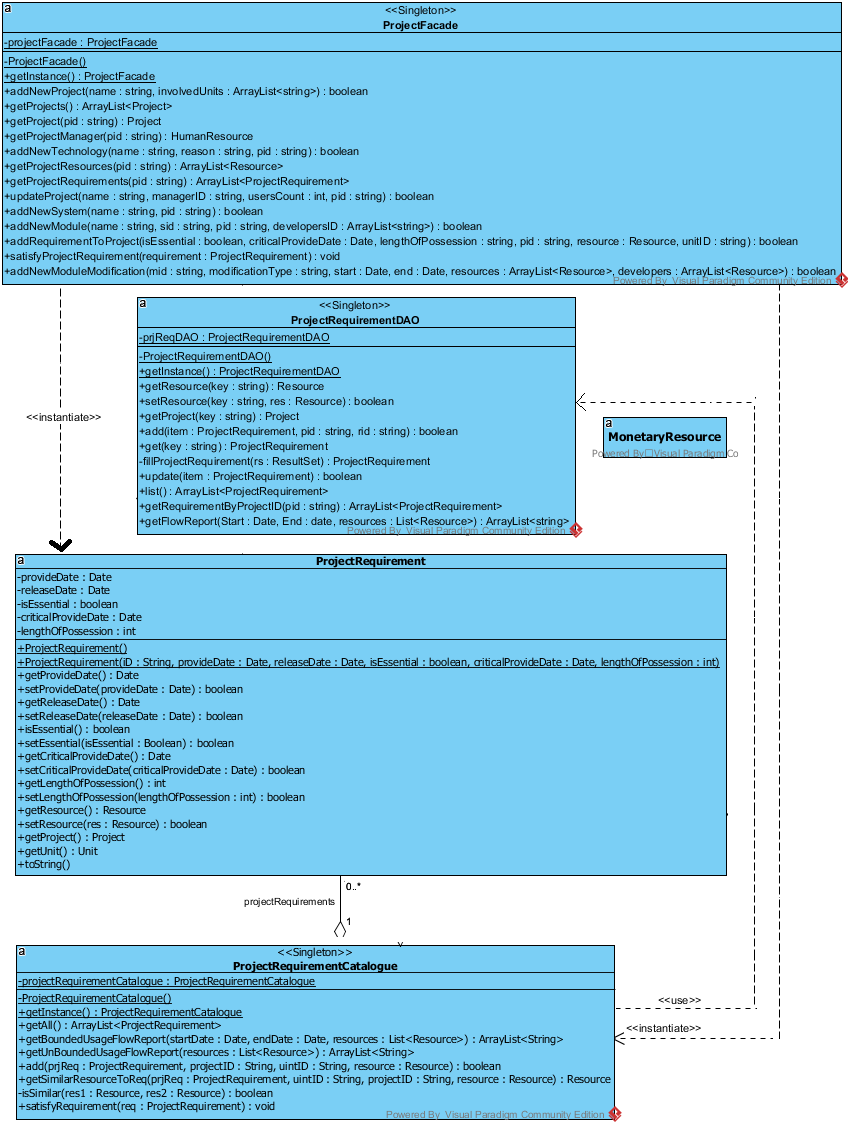 a
<<Singleton>>
ProjectFacade
-projectFacade : ProjectFacade
-ProjectFacade()
+getInstance() : ProjectFacade
+addNewProject(name : string, involvedUnits : ArrayList<string>) : boolean
+getProjects() : ArrayList<Project>
+getProject(pid : string) : Project
+getProjectManager(pid : string) : HumanResource
+addNewTechnology(name : string, reason : string, pid : string) : boolean
+getProjectResources(pid : string) : ArrayList<Resource>
+getProjectRequirements(pid : string) : ArrayList<ProjectRequirement>
+updateProject(name : string, managerID : string, usersCount : int, pid : string) : boolean
+addNewSystem(name : string, pid : string) : boolean
+addNewModule(name : string, sid : string, pid : string, developersID : ArrayList<string>) : boolean
+addRequirementToProject(isEssential : boolean, criticalProvideDate : Date, lengthOfPossession : string, pid : string, resource : Resource, unitID : string) : boolean
+satisfyProjectRequirement(requirement : ProjectRequirement) : void
+addNewModuleModification(mid : string, modificationType : string, start : Date, end : Date, resources : ArrayList<Resource>, developers : ArrayList<Resource>) : boolean
Powered By Visual Paradigm Community Edition
a
<<Singleton>>
ProjectRequirementDAO
-prjReqDAO : ProjectRequirementDAO
-ProjectRequirementDAO()
+getInstance() : ProjectRequirementDAO
+getResource(key : string) : Resource
+setResource(key : string, res : Resource) : boolean
+getProject(key : string) : Project
+add(item : ProjectRequirement, pid : string, rid : string) : boolean
+get(key : string) : ProjectRequirement
-fillProjectRequirement(rs : ResultSet) : ProjectRequirement
+update(item : ProjectRequirement) : boolean
+list() : ArrayList<ProjectRequirement>
+getRequirementByProjectID(pid : string) : ArrayList<ProjectRequirement>
+getFlowReport(Start : Date, End : date, resources : List<Resource>) : ArrayList<string>
Powered By Visual Paradigm Community Edition
<<instantiate>>
a
MonetaryResource
Powered By□Visual Paradigm Co
a
ProjectRequirement
-provideDate : Date
-releaseDate : Date
-isEssential : boolean
-criticalProvideDate : Date
-lengthOfPossession : int
+ProjectRequirement()
+ProjectRequirement(iD : String, provideDate : Date, releaseDate : Date, isEssential : boolean, criticalProvideDate : Date, lengthOfPossession : int)
+getProvideDate() : Date
+setProvideDate(provideDate : Date) : boolean
+getReleaseDate() : Date
+setReleaseDate(releaseDate : Date) : boolean
+isEssential() : boolean
+setEssential(isEssential : Boolean) : boolean
+getCriticalProvideDate() : Date
+setCriticalProvideDate(criticalProvideDate : Date) : boolean
+getLengthOfPossession() : int
+setLengthOfPossession(lengthOfPossession : int) : boolean
+getResource() : Resource
+setResource(res : Resource) : boolean
+getProject() : Project
+getUnit() : Unit
+toString()
0..*
projectRequirements
1
a
<<Singleton>>
ProjectRequirementCatalogue
-projectRequirementCatalogue : ProjectRequirementCatalogue
-ProjectRequirementCatalogue()
+getInstance() : ProjectRequirementCatalogue
+getAll() : ArrayList<ProjectRequirement>
+getBoundedUsageFlowReport(startDate : Date, endDate : Date, resources : List<Resource>) : ArrayList<String>
+getUnBoundedUsageFlowReport(resources : List<Resource>) : ArrayList<String>
+add(prjReq : ProjectRequirement, projectID : String, uintID : String, resource : Resource) : boolean
+getSimilarResourceToReq(prjReq : ProjectRequirement, uintID : String, projectID : String, resource : Resource) : Resource
-isSimilar(res1 : Resource, res2 : Resource) : boolean
+satisfyRequirement(req : ProjectRequirement) : void
Powered By Visual Paradigm Community Edition
<<use>>
<<instantiate>>